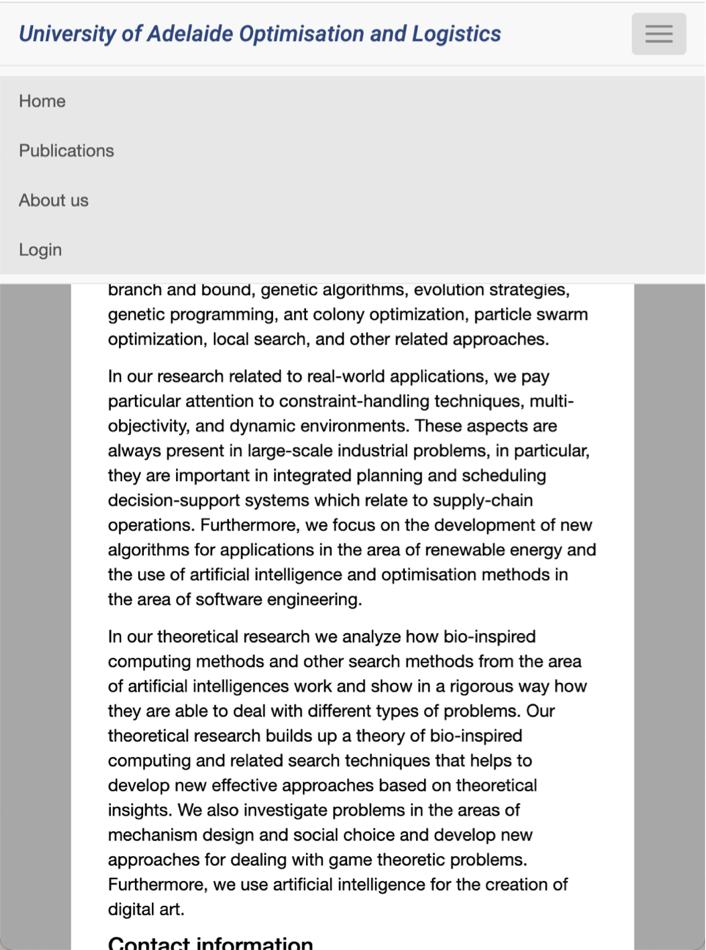 University of Adelaide Optimisation and Logistics
Home
Publications
About us
Login
branch and bound, genetic algorithms, evolution strategies,
genetic programming, ant colony optimization, particle swarm
optimization, local search, and other related approaches.
In our research related to real-world applications, we pay
particular attention to constraint-handling techniques, multi-
objectivity, and dynamic environments. These aspects are
always present in large-scale industrial problems, in particular,
they are important in integrated planning and scheduling
decision-support systems which relate to supply-chain
operations. Furthermore, we focus on the development of new
algorithms for applications in the area of renewable energy and
the use of artificial intelligence and optimisation methods in
the area of software engineering.
In our theoretical research we analyze how bio-inspired
computing methods and other search methods from the area
of artificial intelligences work and show in a rigorous way how
they are able to deal with different types of problems. Our
theoretical research builds up a theory of bio-inspired
computing and related search techniques that helps to
develop new effective approaches based on theoretical
insights. We also investigate problems in the areas of
mechanism design and social choice and develop new
approaches for dealing with game theoretic problems.
Furthermore, we use artificial intelligence for the creation of
digital art.
Contact information